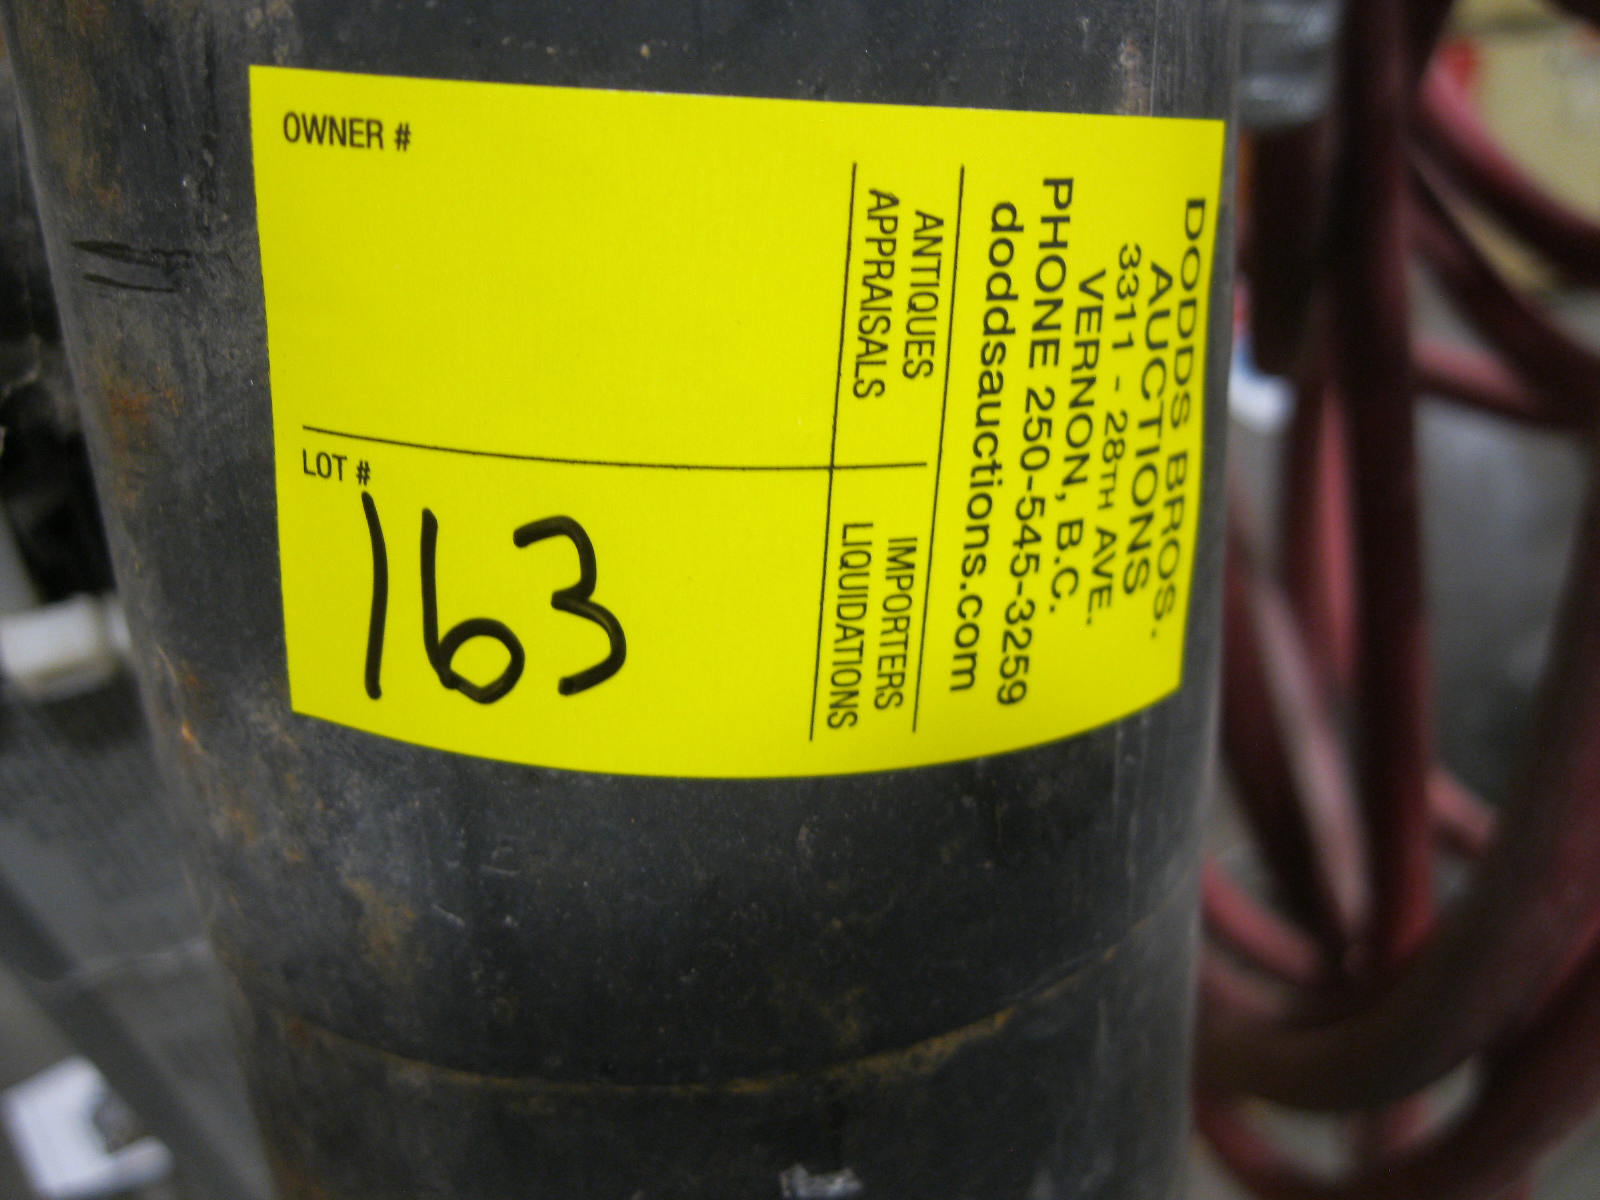 OWNER #
LOT #
163
DODDS BROS.
AUCTIONS
3311 - 28TH AVE.
VERNON, B.C.
PHONE 250-545-3259
doddsauctions.com
ANTIQUES
APPRAISALS
IMPORTERS
LIQUIDATIONS